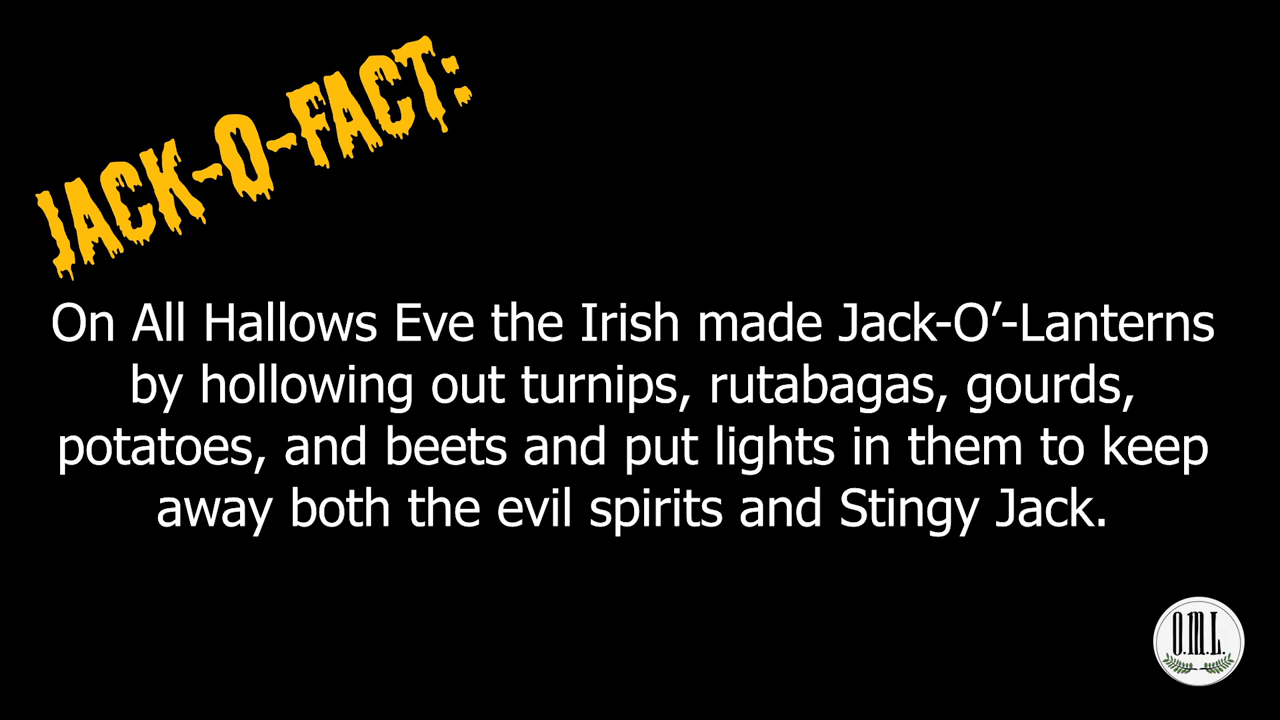 JACK-O-FACT:
On All Hallows Eve the Irish made Jack-O’-Lanterns
by hollowing out turnips, rutabagas, gourds,
potatoes, and beets and put lights in them to keep
away both the evil spirits and Stingy Jack.
O.M.L.